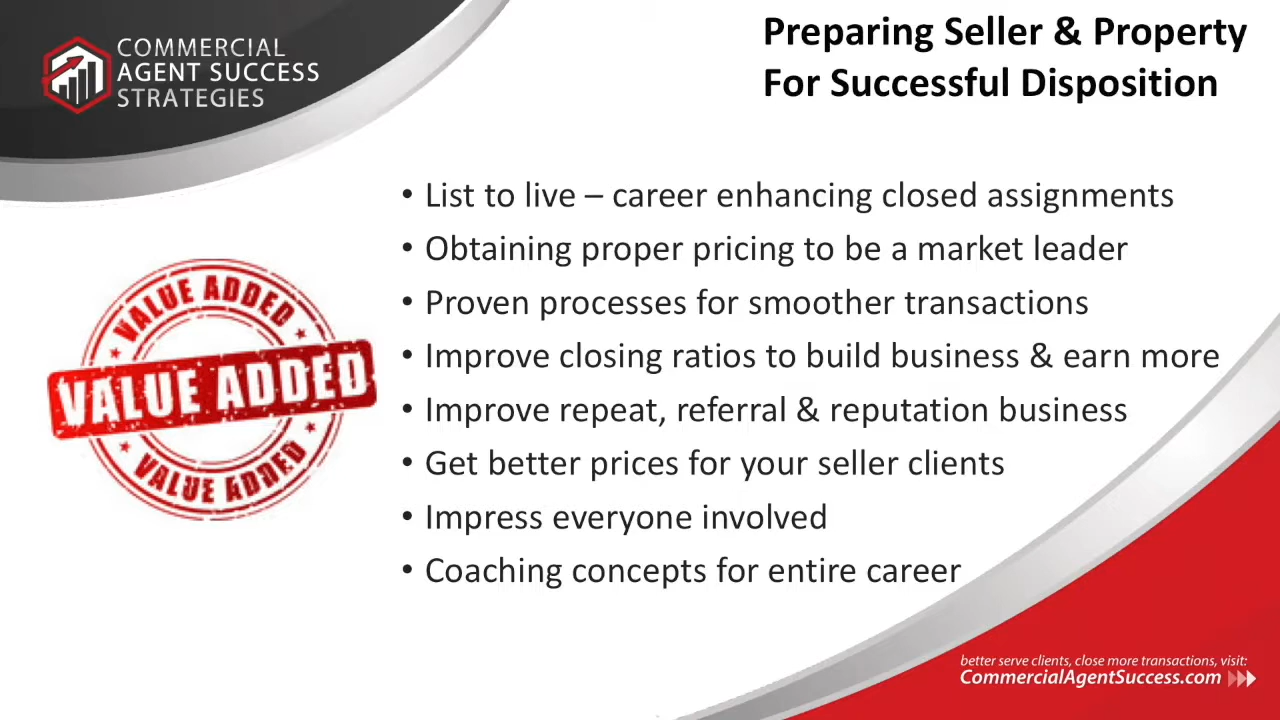 COMMERCIAL
AGENT SUCCESS
STRATEGIES
Preparing Seller & Property
For Successful Disposition
• List to live – career enhancing closed assignments
• Obtaining proper pricing to be a market leader
• Proven processes for smoother transactions
• Improve closing ratios to build business & earn more
• Improve repeat, referral & reputation business
• Get better prices for your seller clients
• Impress everyone involved
• Coaching concepts for entire career
VALUE ADDED
VALUE ADDED
VALUE ADDED
better serve clients, close more transactions, visit:
CommercialAgentSuccess.com